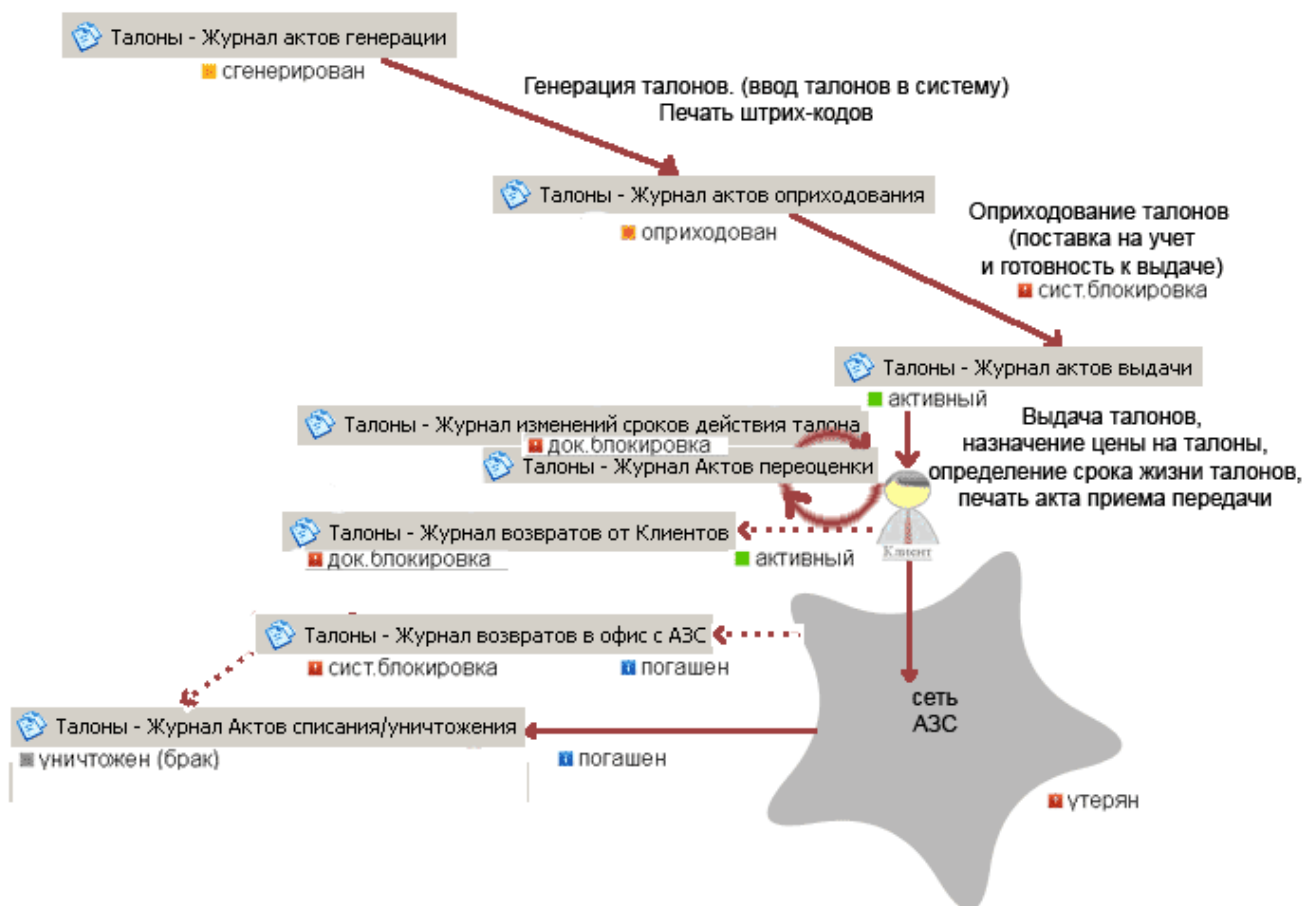 Талоны - Журнал актов генерации
сгенерирован
Генерация талонов. (ввод талонов в систему)
Печать штрих-кодов
Талоны - Журнал актов оприходования
оприходован
Оприходование талонов
(поставка на учет
и готовность к выдаче)
сист.блокировка
Талоны - Журнал актов выдачи
активный
Выдача талонов,
назначение цены на талоны,
определение срока жизни талонов,
печать акта приема передачи
Талоны - Журнал изменений сроков действия талона
док.блокировка
Талоны - Журнал Актов переоценки
Клиент
Талоны - Журнал возвратов от Клиентов
док.блокировка
активный
Талоны - Журнал возвратов в офис с АЗС
сист.блокировка
погашен
сеть
АЗС
Талоны - Журнал Актов списания/уничтожения
уничтожен (брак)
погашен
утерян